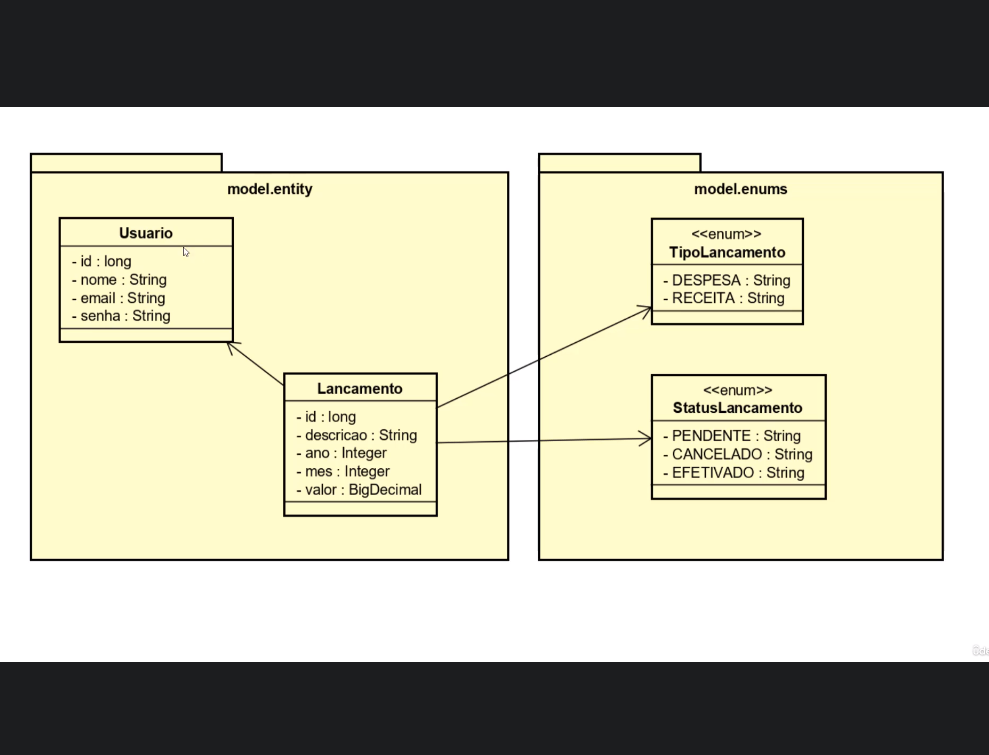 model.entity
Usuario
- id : long
- nome : String
- email : String
- senha : String
Lancamento
- id : long
- descricao : String
- ano : Integer
- mes : Integer
- valor : BigDecimal
model.enums
<<enum>>
TipoLancamento
- DESPESA : String
- RECEITA : String
<<enum>>
StatusLancamento
- PENDENTE : String
- CANCELADO : String
- EFETIVADO : String